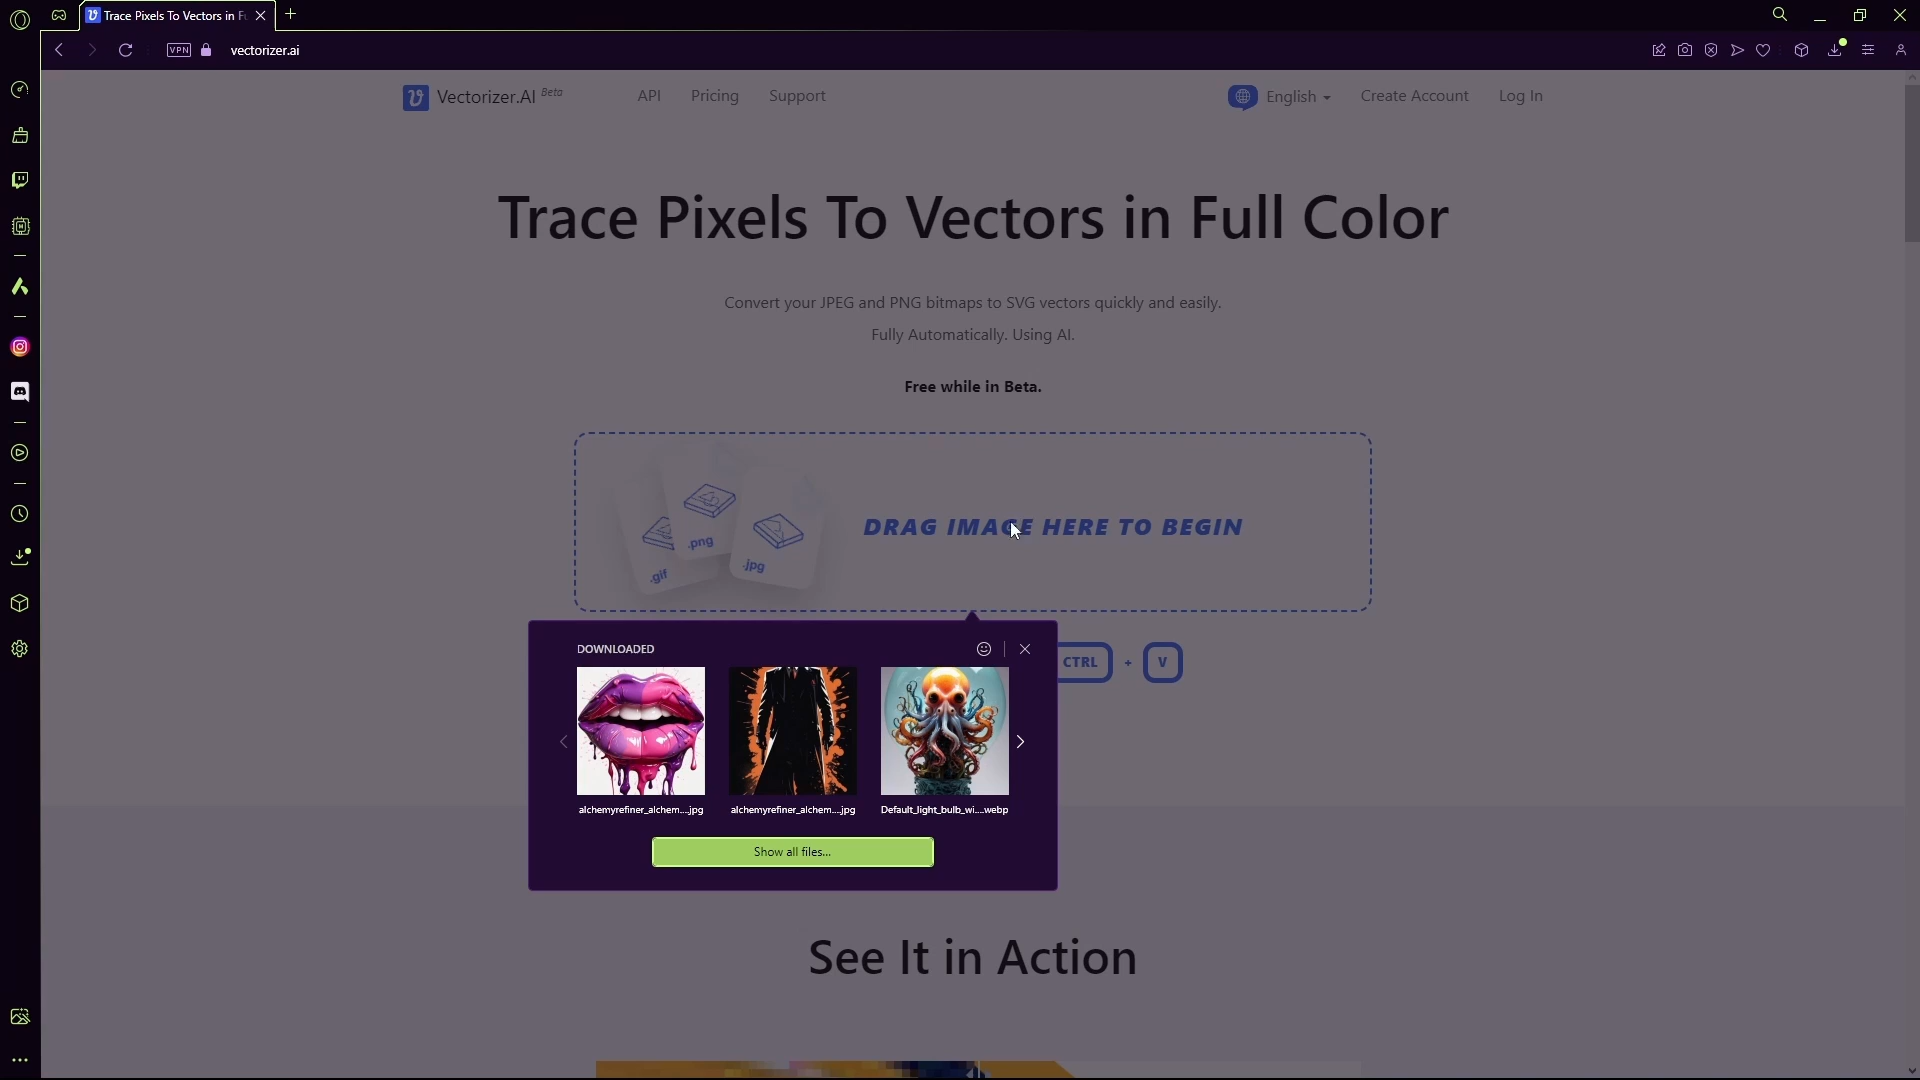 Trace Pixels To Vectors in Fu
VPN
vectorizer.ai
Vectorizer.AI Beta
API
Pricing
Support
English
Create Account
Log In
Trace Pixels To Vectors in Full Color
Convert your JPEG and PNG bitmaps to SVG vectors quickly and easily.
Fully Automatically. Using AI.
Free while in Beta.
.gif
.png
.jpg
DRAG IMAGE HERE TO BEGIN
CTRL + V
DOWNLOADED
alchemyrefiner_alchem....jpg
alchemyrefiner_alchem....jpg
Default_light_bulb_wi....webp
Show all files...
See It in Action